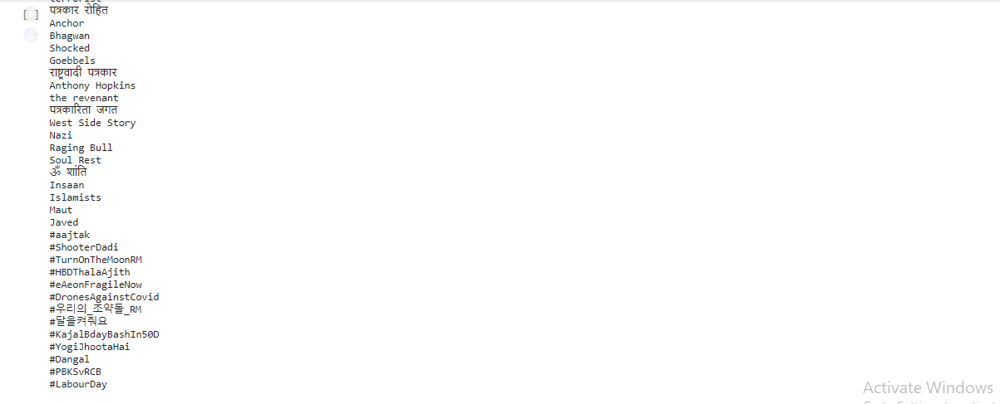 terrorist
पत्रकार रोहित
Anchor
Bhagwan
Shocked
Goebbels
राष्ट्रवादी पत्रकार
Anthony Hopkins
the revenant
पत्रकारिता जगत
West Side Story
Nazi
Raging Bull
Soul Rest
ॐ शांति
Insaan
Islamists
Maut
Javed
#aajtak
#ShooterDadi
#TurnOnTheMoonRM
#HBDThalaAjith
#eAeonFragileNow
#DronesAgainstCovid
#우리의_조약돌_RM
#달을켜줘요
#KajalBdayBashIn50D
#YogiJhootaHai
#Dangal
#PBKSvRCB
#LabourDay
Activate Windows